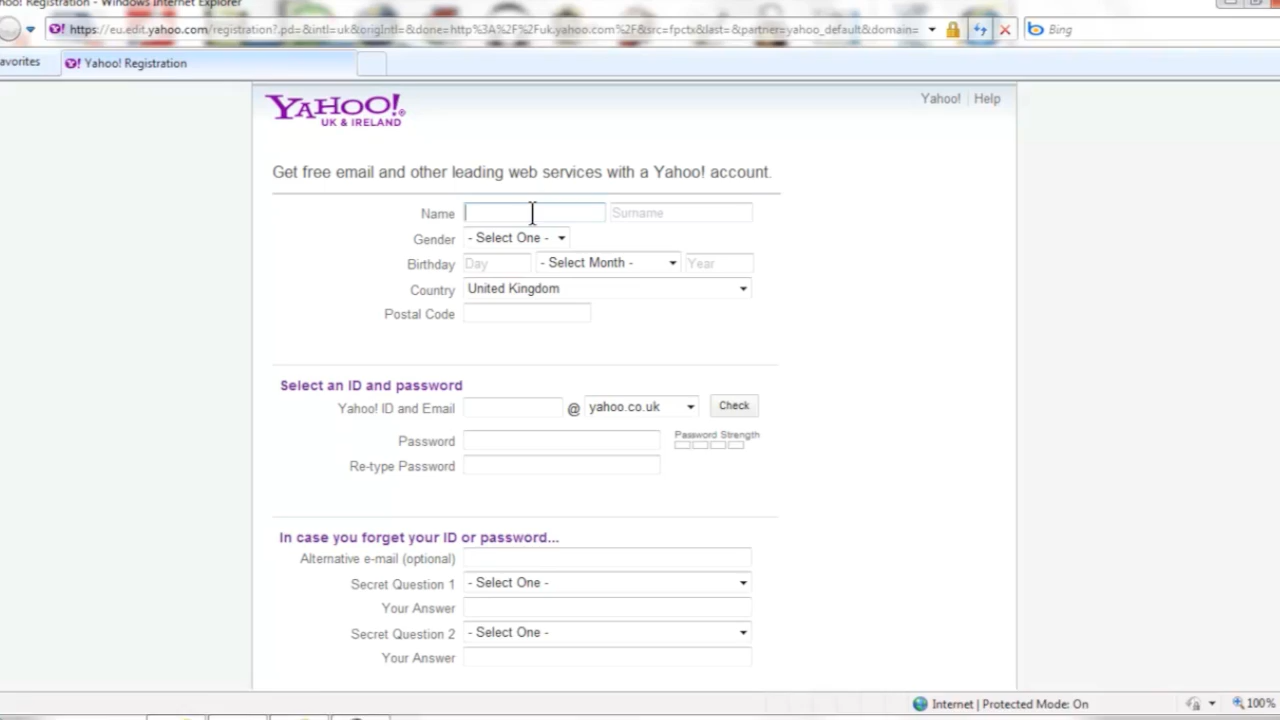 hoo! Registration - Windows Internet Explorer
https://eu.edit.yahoo.com/registration?.pd=&intl=uk&origIntl=&done=http%3A%2F%2Fuk.yahoo.com%2F&src=fpctx&last=&partner=yahoo_default&domain= Bing
avorites Y! Yahoo! Registration
YAHOO!
UK & IRELAND
Yahoo! | Help
Get free email and other leading web services with a Yahoo! account.
Name Surname
Gender - Select One -
Birthday Day - Select Month - Year
Country United Kingdom
Postal Code
Select an ID and password
Yahoo! ID and Email @ yahoo.co.uk Check
Password Password Strength
Re-type Password
In case you forget your ID or password...
Alternative e-mail (optional)
Secret Question 1 - Select One -
Your Answer
Secret Question 2 - Select One -
Your Answer
Internet | Protected Mode: On 100%